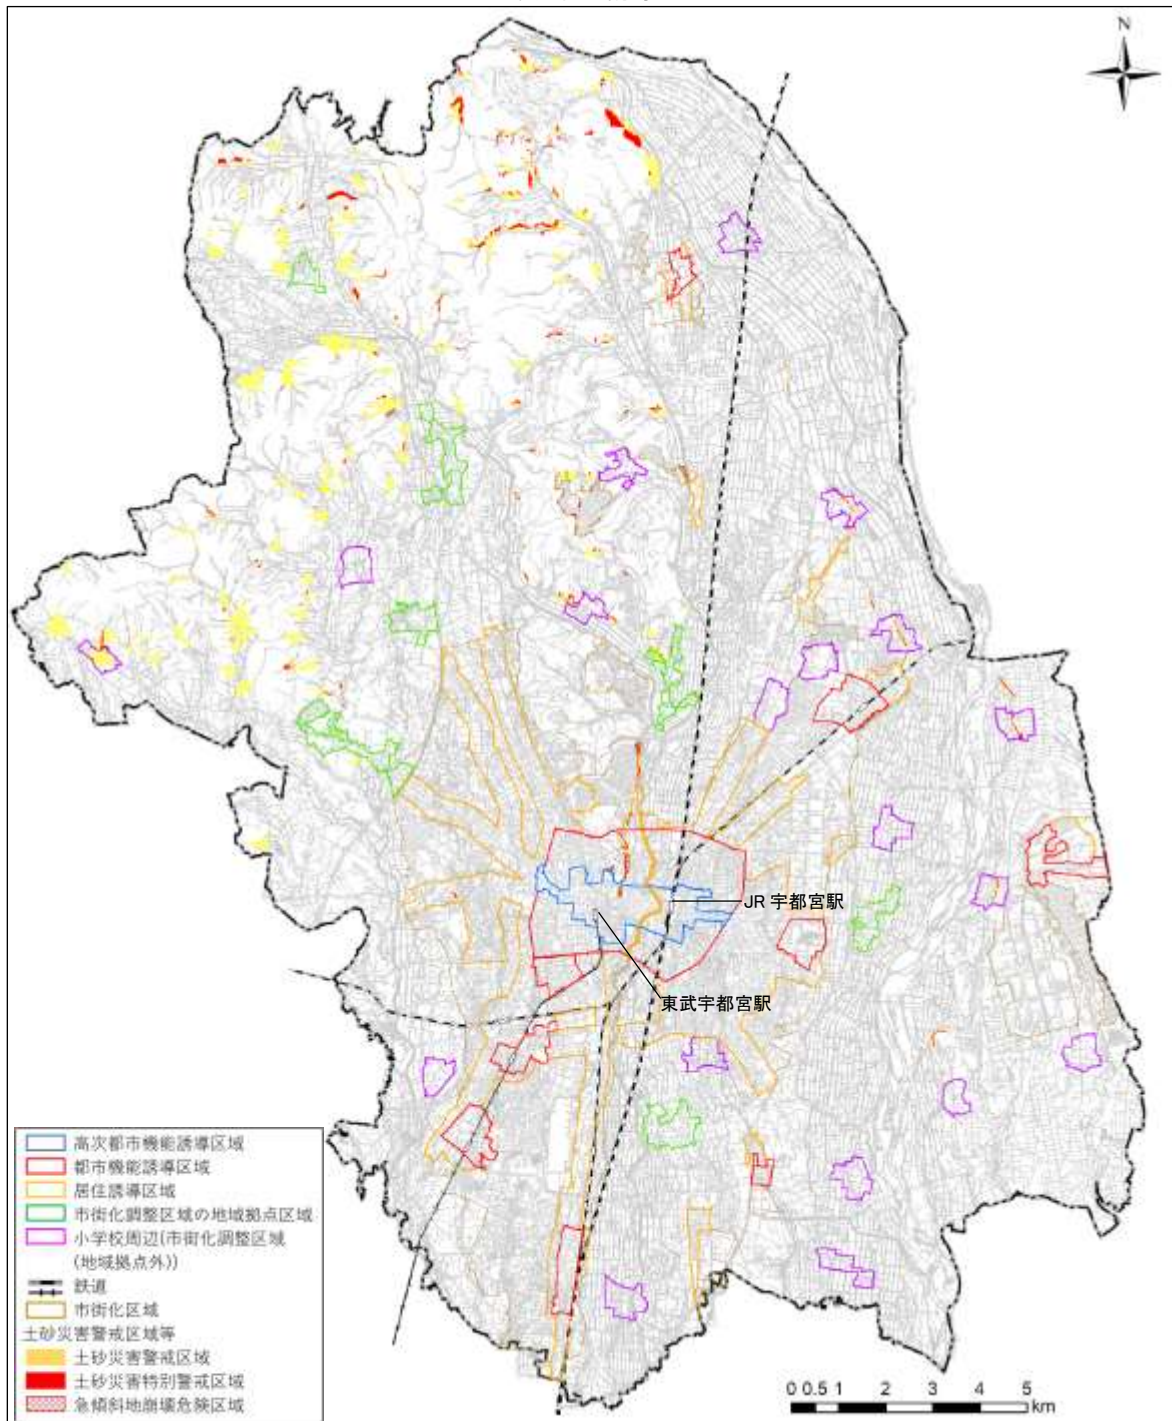 N
JR 宇都宮駅
東武宇都宮駅
高次都市機能誘導区域
都市機能誘導区域
居住誘導区域
市街化調整区域の地域拠点区域
小学校周辺(市街化調整区域
(地域拠点外))
鉄道
市街化区域
土砂災害警戒区域等
土砂災害警戒区域
土砂災害特別警戒区域
急傾斜地崩壊危険区域
0 0.5 1 2 3 4 5
km